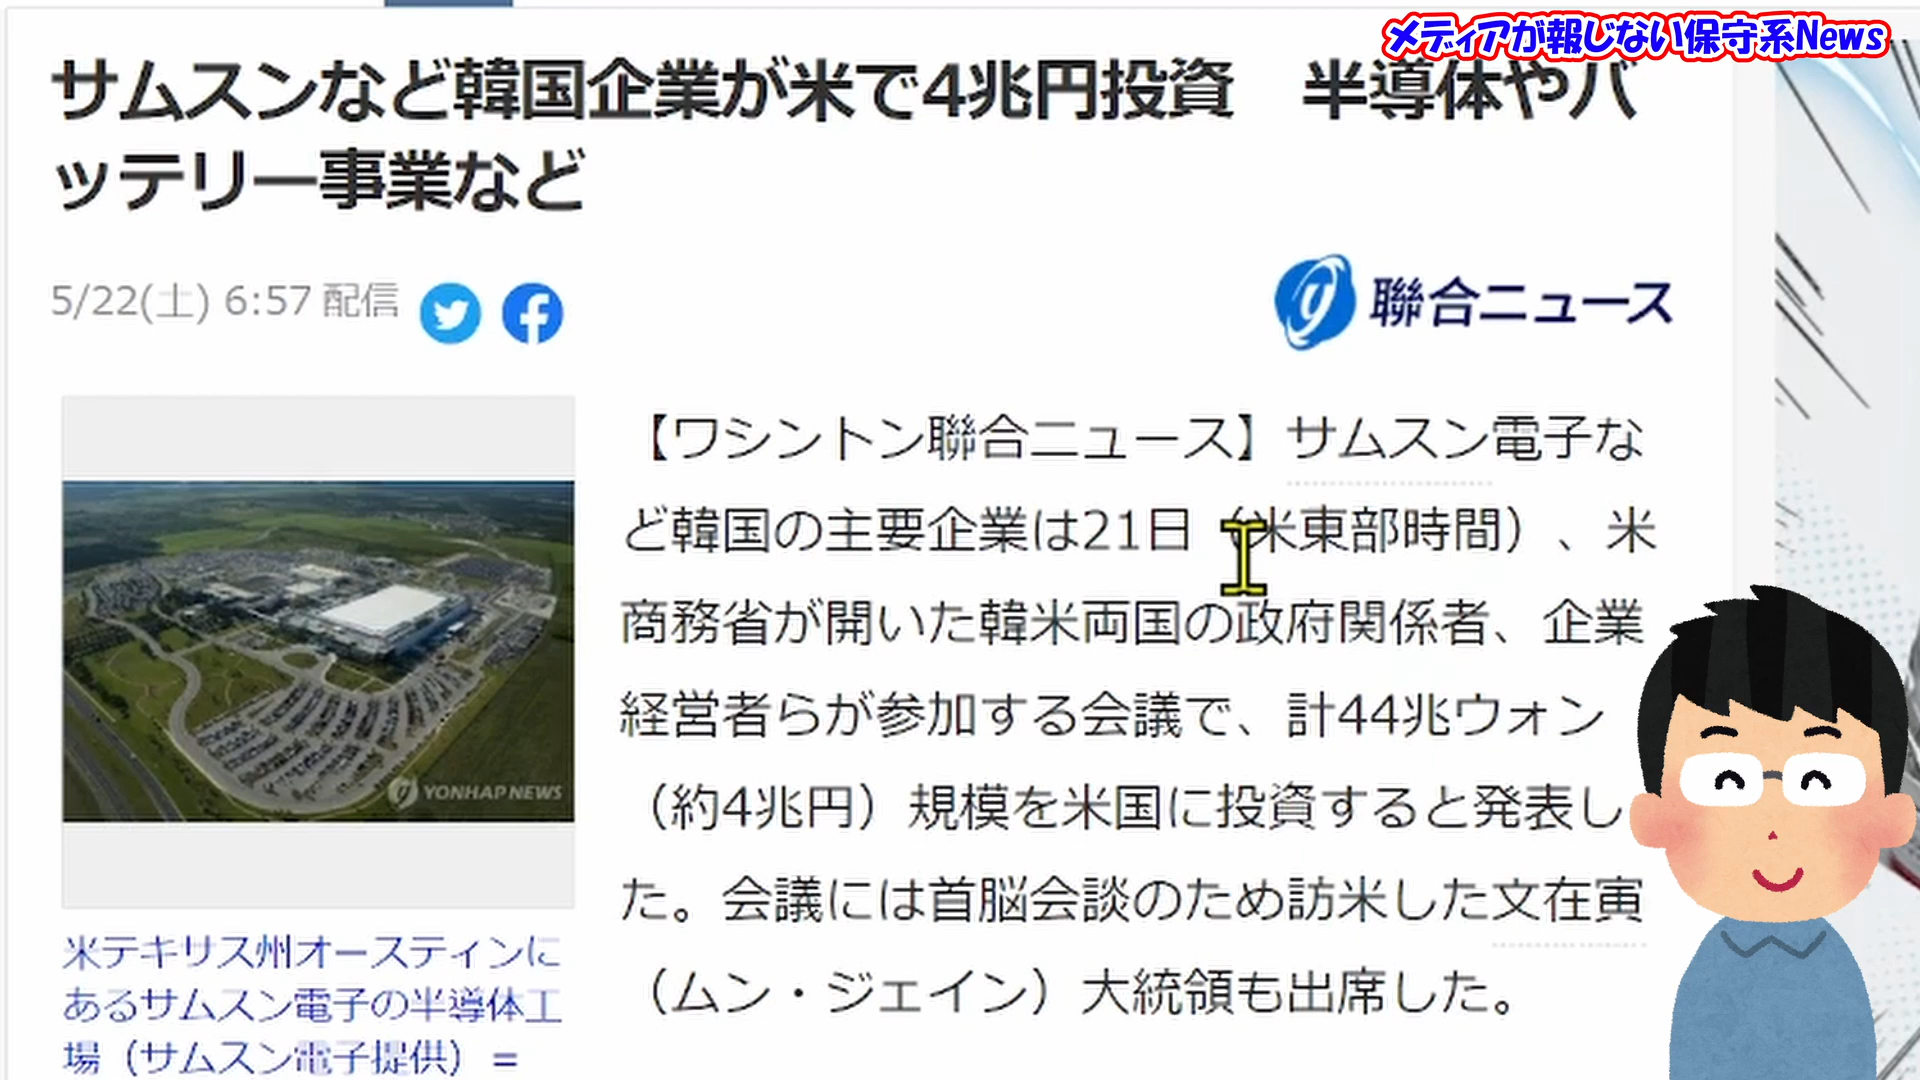 メディアが報じない保守系News
サムスンなど韓国企業が米で4兆円投資　半導体やバ
ッテリー事業など
5/22(土) 6:57 配信
聯合ニュース
【ワシントン聯合ニュース】サムスン電子な
ど韓国の主要企業は21日（米東部時間）、米
商務省が開いた韓米両国の政府関係者、企業
経営者らが参加する会議で、計44兆ウォン
（約4兆円）規模を米国に投資すると発表し
た。会議には首脳会談のため訪米した文在寅
（ムン・ジェイン）大統領も出席した。
YONHAP NEWS
米テキサス州オースティンに
あるサムスン電子の半導体工
場（サムスン電子提供）＝